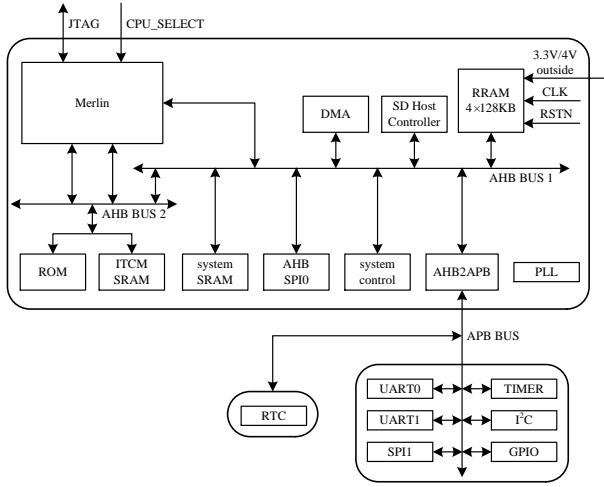 JTAG
CPU_SELECT
3.3V/4V
outside
CLK
RSTN
Merlin
DMA
SD Host
Controller
RRAM
4×128KB
AHB BUS 1
AHB BUS 2
ROM
ITCM
SRAM
system
SRAM
AHB
SPI0
system
control
AHB2APB
PLL
APB BUS
RTC
UART0
TIMER
UART1
I²C
SPI1
GPIO